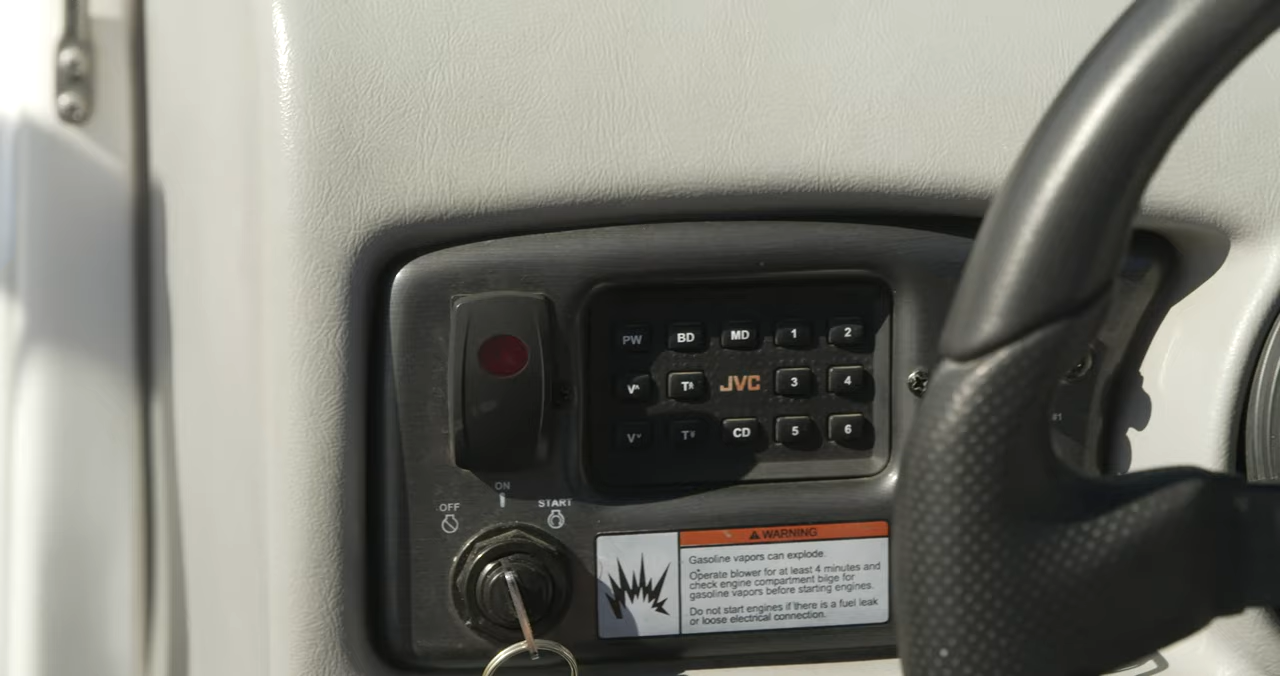 PW BD MD 1 2
V^ T JVC 3 4
Vv T CD 5 6
ON
OFF START
WARNING
Gasoline vapors can explode.
Operate blower for at least 4 minutes and
check engine compartment bilge for
gasoline vapors before starting engines.
Do not start engines if there is a fuel leak
or loose electrical connection.
#1